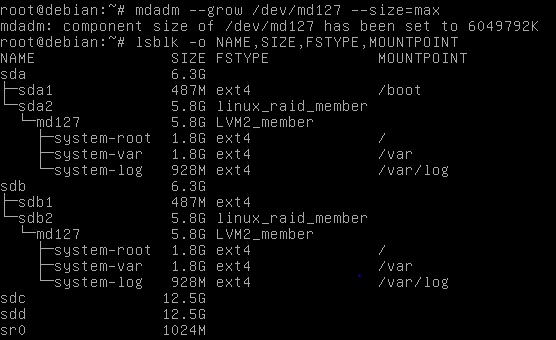 root@debian:~# mdadm --grow /dev/md127 --size=max
mdadm: component size of /dev/md127 has been set to 6049792K
root@debian:~# lsblk -o NAME,SIZE,FSTYPE,MOUNTPOINT
NAME                 SIZE FSTYPE            MOUNTPOINT
sda                  6.3G
├─sda1               487M ext4              /boot
└─sda2               5.8G linux_raid_member
  └─md127            5.8G LVM2_member
    ├─system-root    1.8G ext4              /
    ├─system-var     1.8G ext4              /var
    └─system-log     928M ext4              /var/log
sdb                  6.3G
├─sdb1               487M ext4
└─sdb2               5.8G linux_raid_member
  └─md127            5.8G LVM2_member
    ├─system-root    1.8G ext4              /
    ├─system-var     1.8G ext4              /var
    └─system-log     928M ext4              /var/log
sdc                 12.5G
sdd                 12.5G
sr0                 1024M